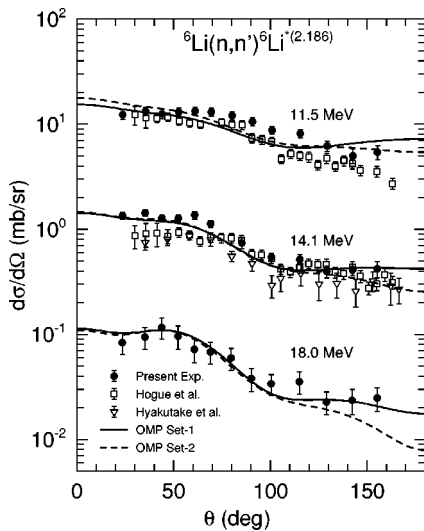 ⁶Li(n,n')⁶Li*(2.186)
11.5 MeV
14.1 MeV
18.0 MeV
Present Exp.
Hogue et al.
Hyakutake et al.
OMP Set-1
OMP Set-2
dσ/dΩ (mb/sr)
10²
10¹
10⁰
10⁻¹
10⁻²
0 50 100 150
θ (deg)